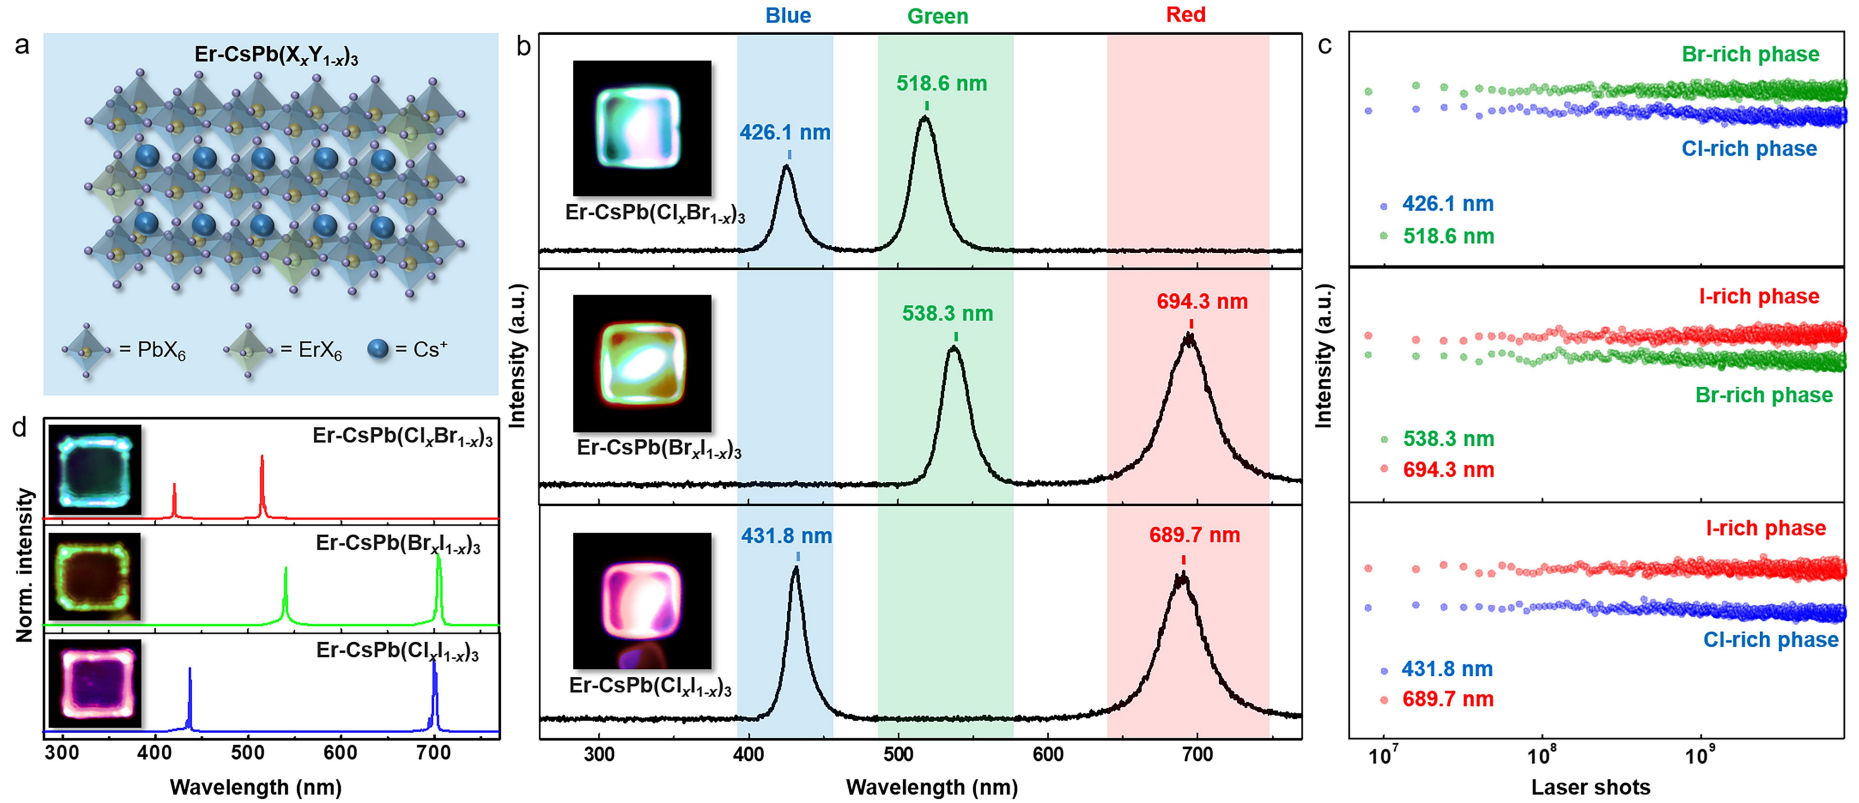 a
Er-CsPb(XxY1-x)3
= PbX6
= ErX6
= Cs+
b
Blue
Green
Red
Intensity (a.u.)
426.1 nm
518.6 nm
Er-CsPb(ClxBr1-x)3
538.3 nm
694.3 nm
Er-CsPb(BrxI1-x)3
431.8 nm
689.7 nm
Er-CsPb(ClxI1-x)3
300
400
500
600
700
Wavelength (nm)
c
Intensity (a.u.)
Br-rich phase
Cl-rich phase
426.1 nm
518.6 nm
I-rich phase
Br-rich phase
538.3 nm
694.3 nm
I-rich phase
Cl-rich phase
431.8 nm
689.7 nm
10^7
10^8
10^9
Laser shots
d
Norm. intensity
Er-CsPb(ClxBr1-x)3
Er-CsPb(BrxI1-x)3
Er-CsPb(ClxI1-x)3
300
400
500
600
700
Wavelength (nm)